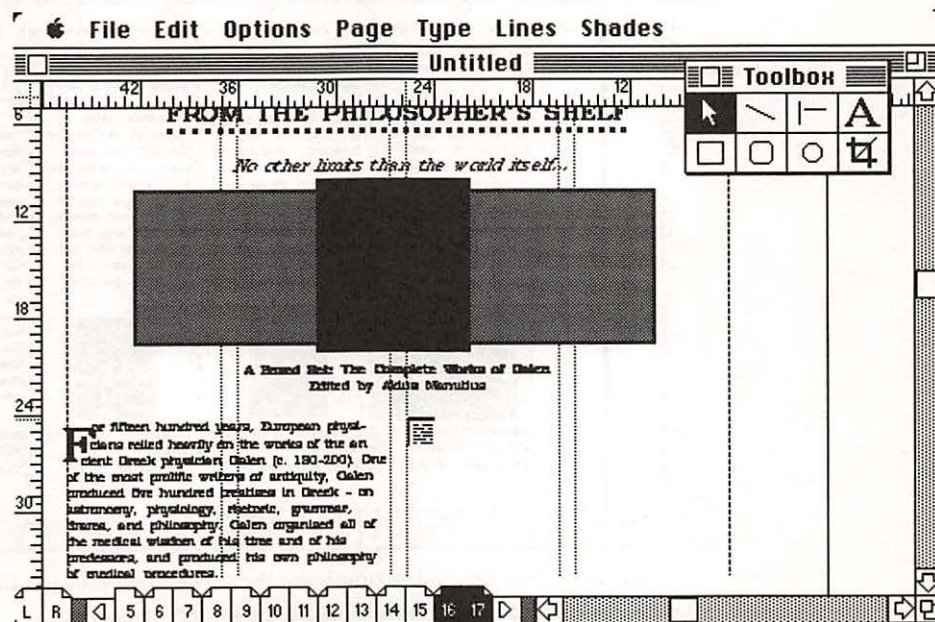 File Edit Options Page Type Lines Shades
Untitled
Toolbox
42 36 30 24 18 12
A
6
12
18
24
30
FROM THE PHILOSOPHER'S SHELF
No other limits than the world itself...
A Boxed Set: The Complete Works of Galen
Edited by Aldus Manutius
For fifteen hundred years, European physi-
cians relied heavily on the works of the an
cient Greek physician Galen (c. 130-200). One
of the most prolific writers of antiquity, Galen
produced five hundred treatises in Greek - on
astronomy, physiology, rhetoric, grammar,
drama, and philosophy. Galen organised all of
the medical wisdom of his time and of his
predessors, and produced his own philosophy
of medical procedures.
L R 5 6 7 8 9 10 11 12 13 14 15 16 17